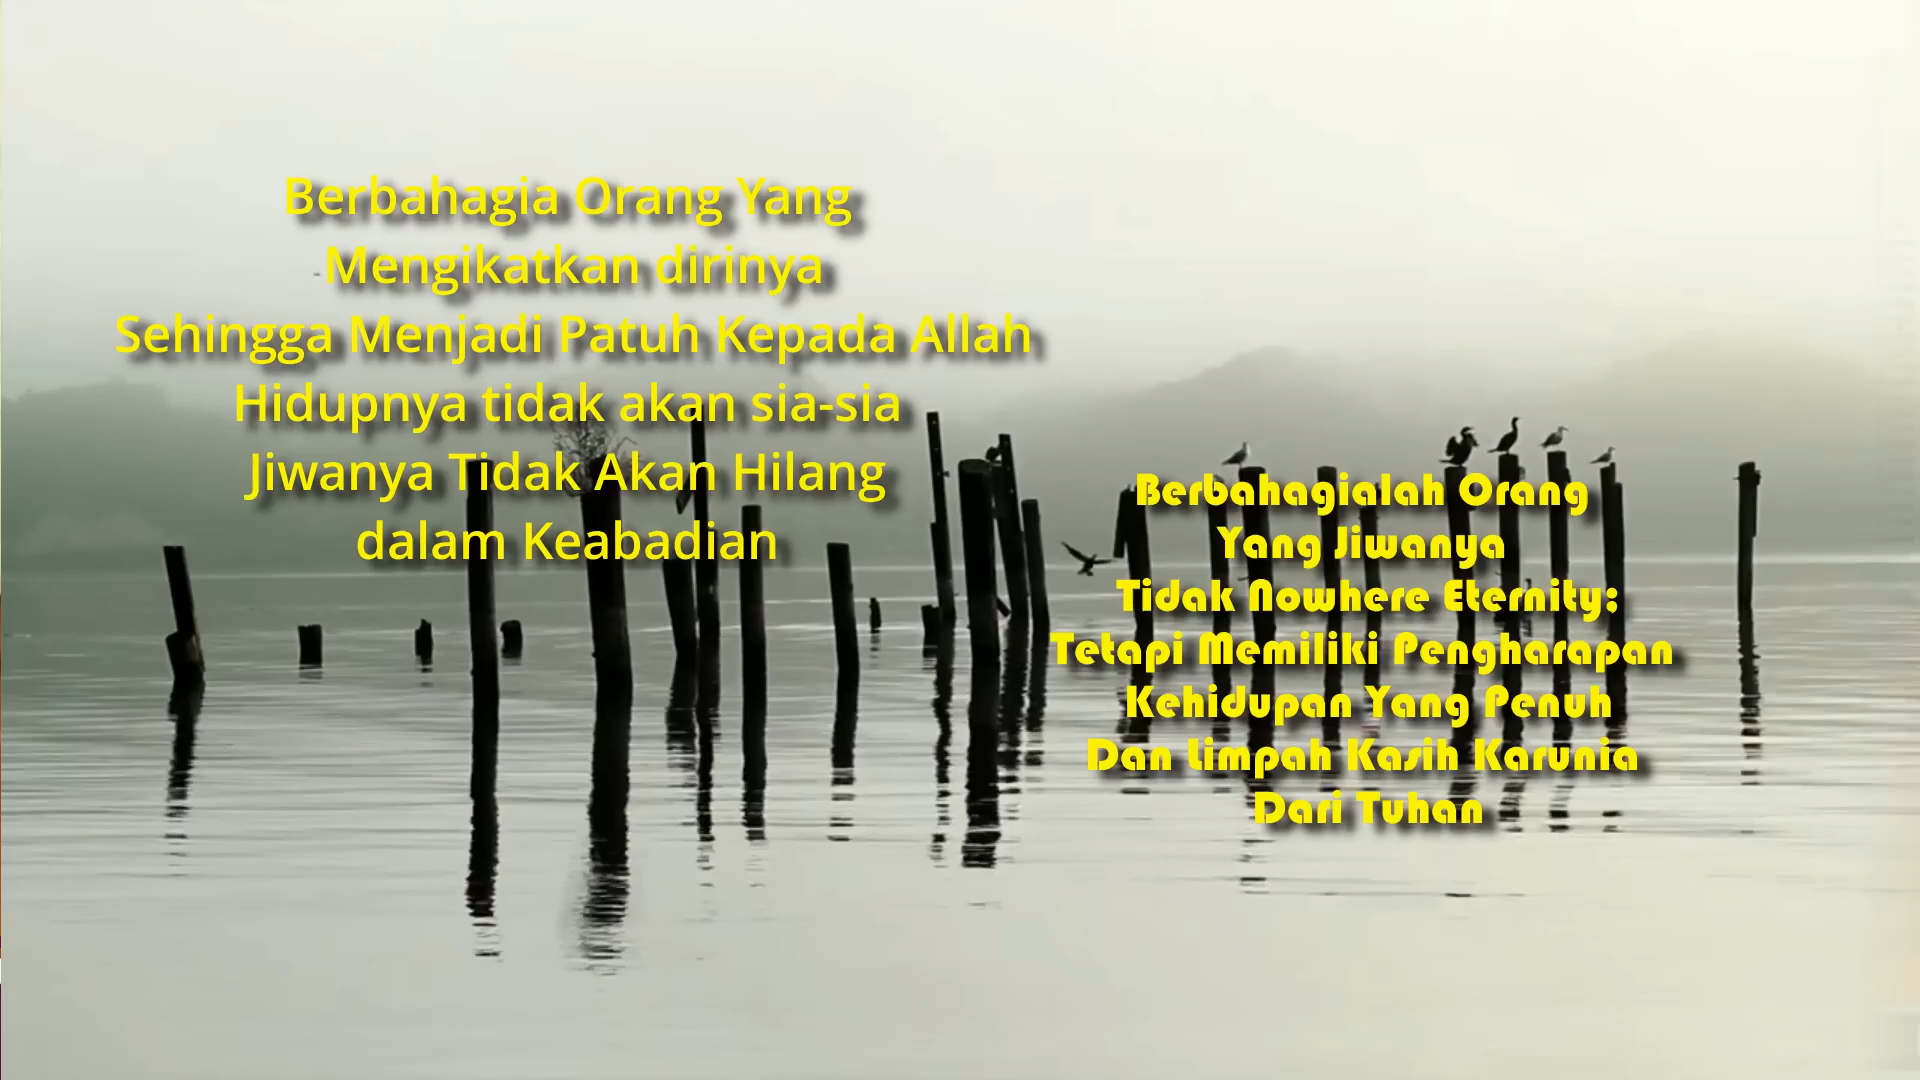 Berbahagia Orang Yang
Mengikatkan dirinya
Sehingga Menjadi Patuh Kepada Allah
Hidupnya tidak akan sia-sia
Jiwanya Tidak Akan Hilang
dalam Keabadian
Berbahagialah Orang
Yang Jiwanya
Tidak Nowhere Eternity;
Tetapi Memiliki Pengharapan
Kehidupan Yang Penuh
Dan Limpah Kasih Karunia
Dari Tuhan